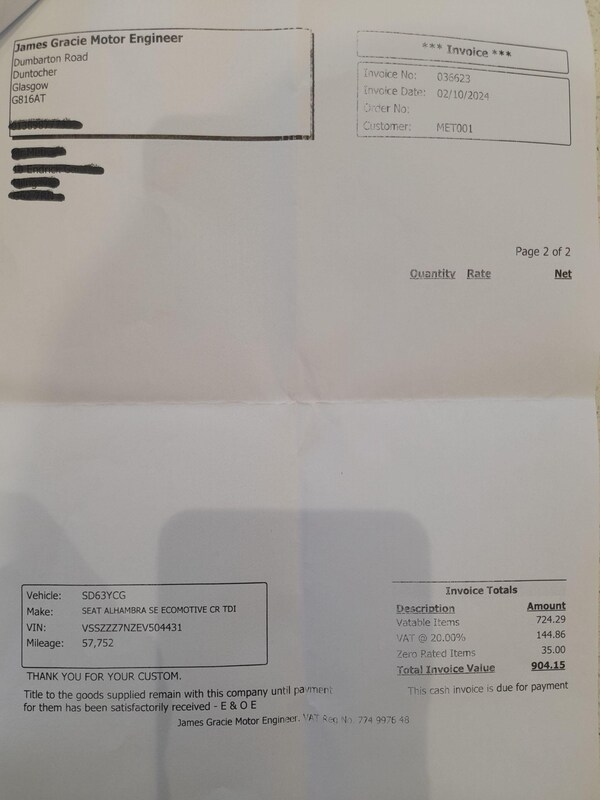 James Gracie Motor Engineer
Dumbarton Road
Duntocher
Glasgow
G816AT
*** Invoice ***
Invoice No: 036623
Invoice Date: 02/10/2024
Order No:
Customer: MET001
Page 2 of 2
Quantity Rate Net
Vehicle: SD63YCG
Make: SEAT ALHAMBRA SE ECOMOTIVE CR TDI
VIN: VSSZZZ7NZEV504431
Mileage: 57,752
Invoice Totals
Description Amount
Vatable Items 724.29
VAT @ 20.00% 144.86
Zero Rated Items 35.00
Total Invoice Value 904.15
THANK YOU FOR YOUR CUSTOM.
This cash invoice is due for payment
Title to the goods supplied remain with this company until payment
for them has been satisfactorily received - E & O E
James Gracie Motor Engineer. VAT Reg No. 774 9976 48